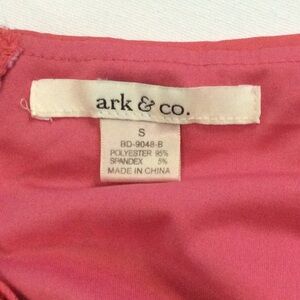 ark & co.
S
BD-9048-B
POLYESTER 95%
SPANDEX 5%
MADE IN CHINA